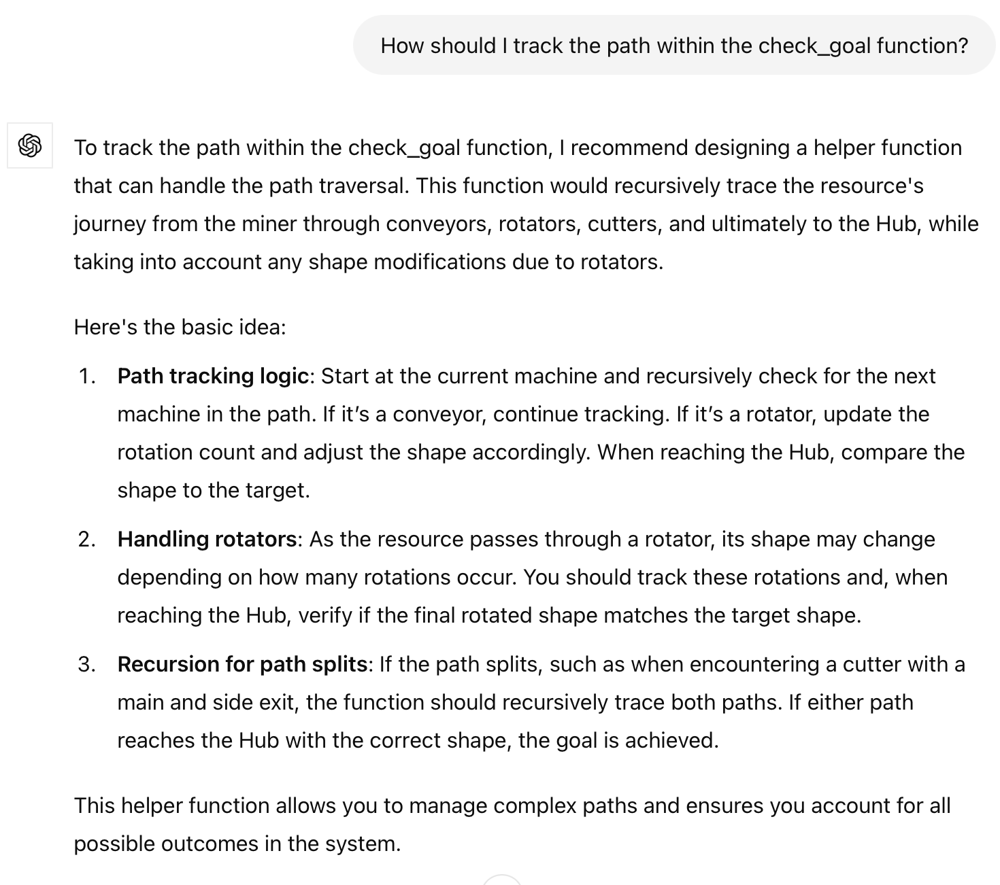 How should I track the path within the check_goal function?
To track the path within the check_goal function, I recommend designing a helper function
that can handle the path traversal. This function would recursively trace the resource's
journey from the miner through conveyors, rotators, cutters, and ultimately to the Hub, while
taking into account any shape modifications due to rotators.
Here's the basic idea:
1. Path tracking logic: Start at the current machine and recursively check for the next
machine in the path. If it’s a conveyor, continue tracking. If it’s a rotator, update the
rotation count and adjust the shape accordingly. When reaching the Hub, compare the
shape to the target.
2. Handling rotators: As the resource passes through a rotator, its shape may change
depending on how many rotations occur. You should track these rotations and, when
reaching the Hub, verify if the final rotated shape matches the target shape.
3. Recursion for path splits: If the path splits, such as when encountering a cutter with a
main and side exit, the function should recursively trace both paths. If either path
reaches the Hub with the correct shape, the goal is achieved.
This helper function allows you to manage complex paths and ensures you account for all
possible outcomes in the system.